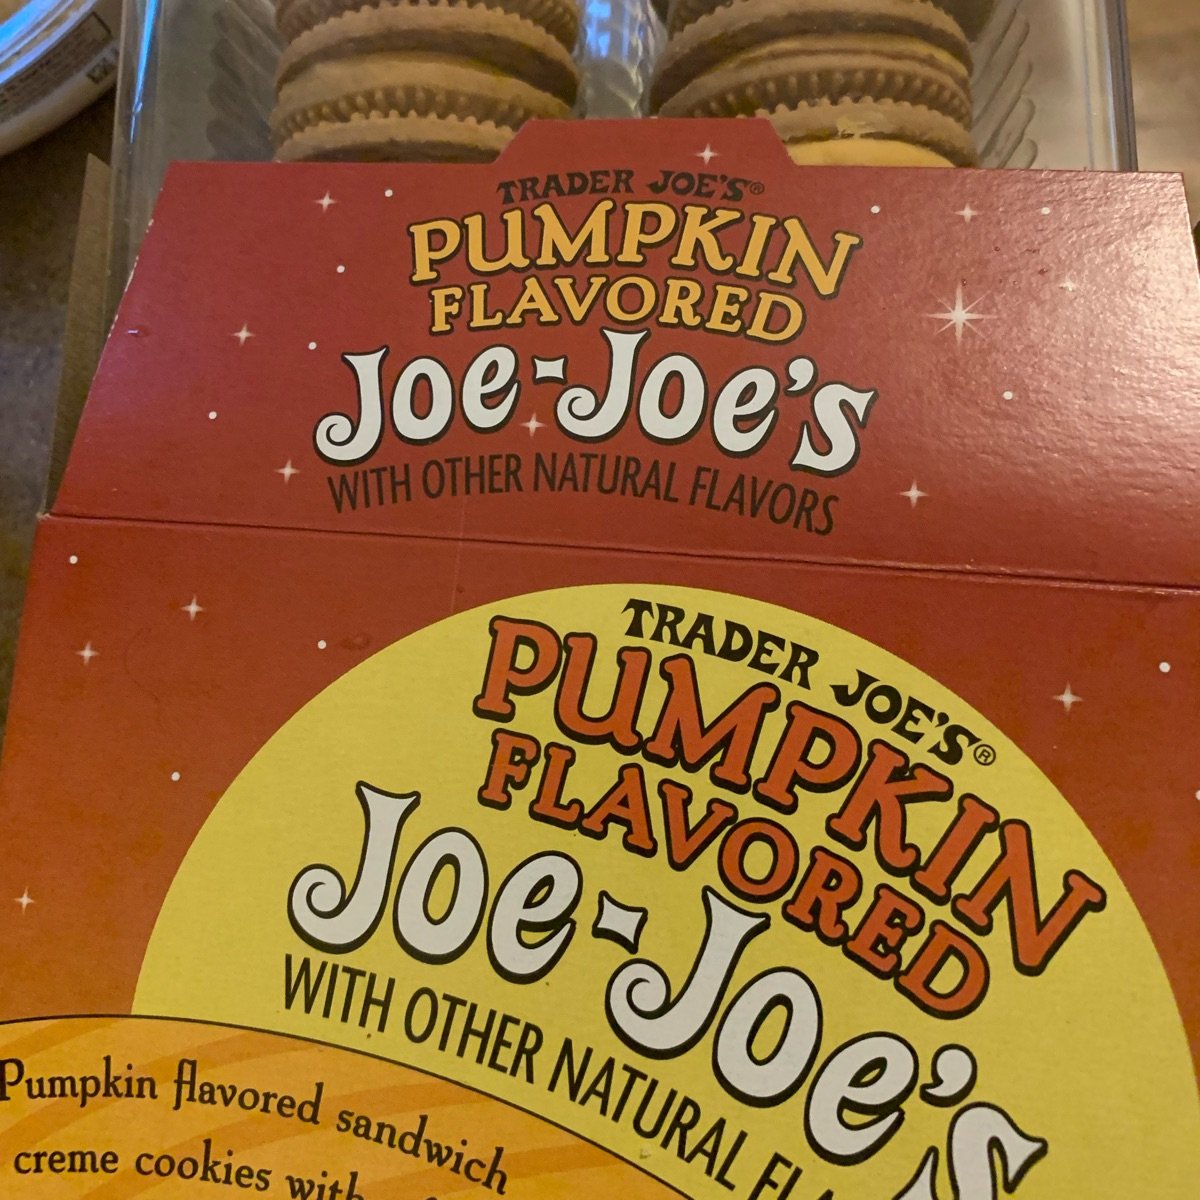 TRADER JOE'S®
PUMPKIN
FLAVORED
JOE-JOE'S
WITH OTHER NATURAL FLAVORS
TRADER JOE'S®
PUMPKIN
FLAVORED
JOE-JOE'S
WITH OTHER NATURAL
Pumpkin flavored sandwich
creme cookies with